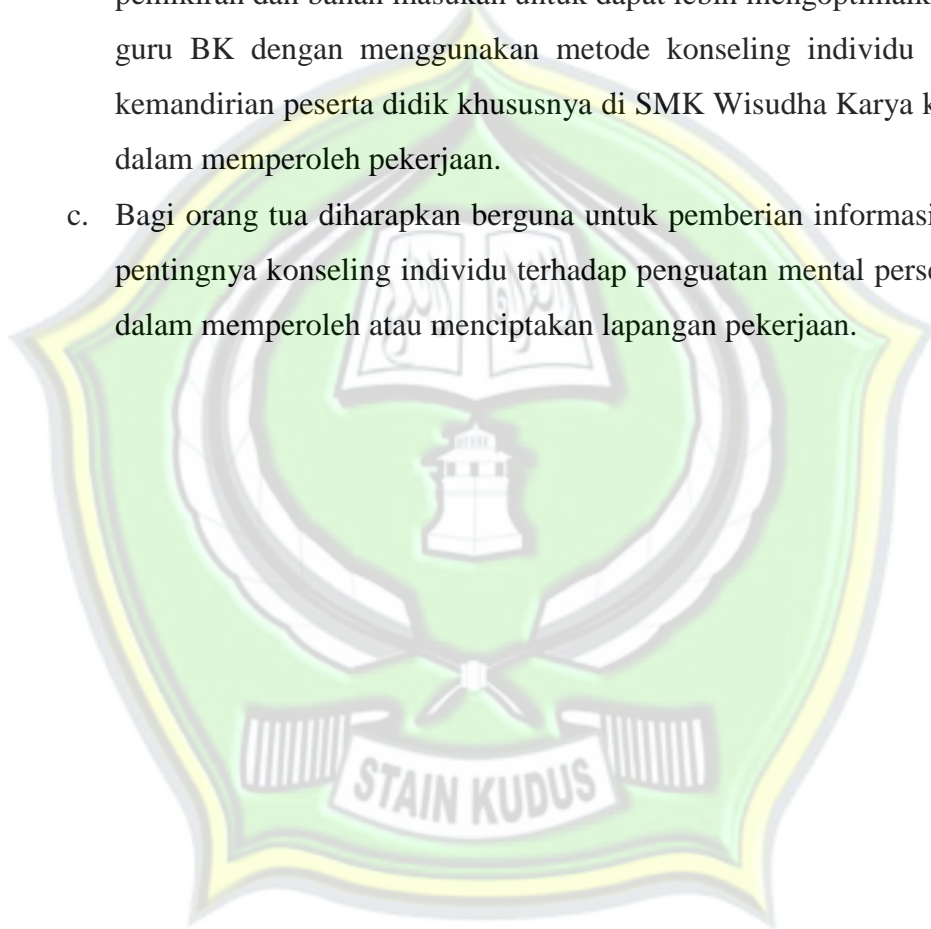 guru BK dengan menggunakan metode konseling individu
kemandirian peserta didik khususnya di SMK Wisudha Karya
dalam memperoleh pekerjaan.
c. Bagi orang tua diharapkan berguna untuk pemberian informasi
pentingnya konseling individu terhadap penguatan mental
dalam memperoleh atau menciptakan lapangan pekerjaan.
STAIN KUDUS